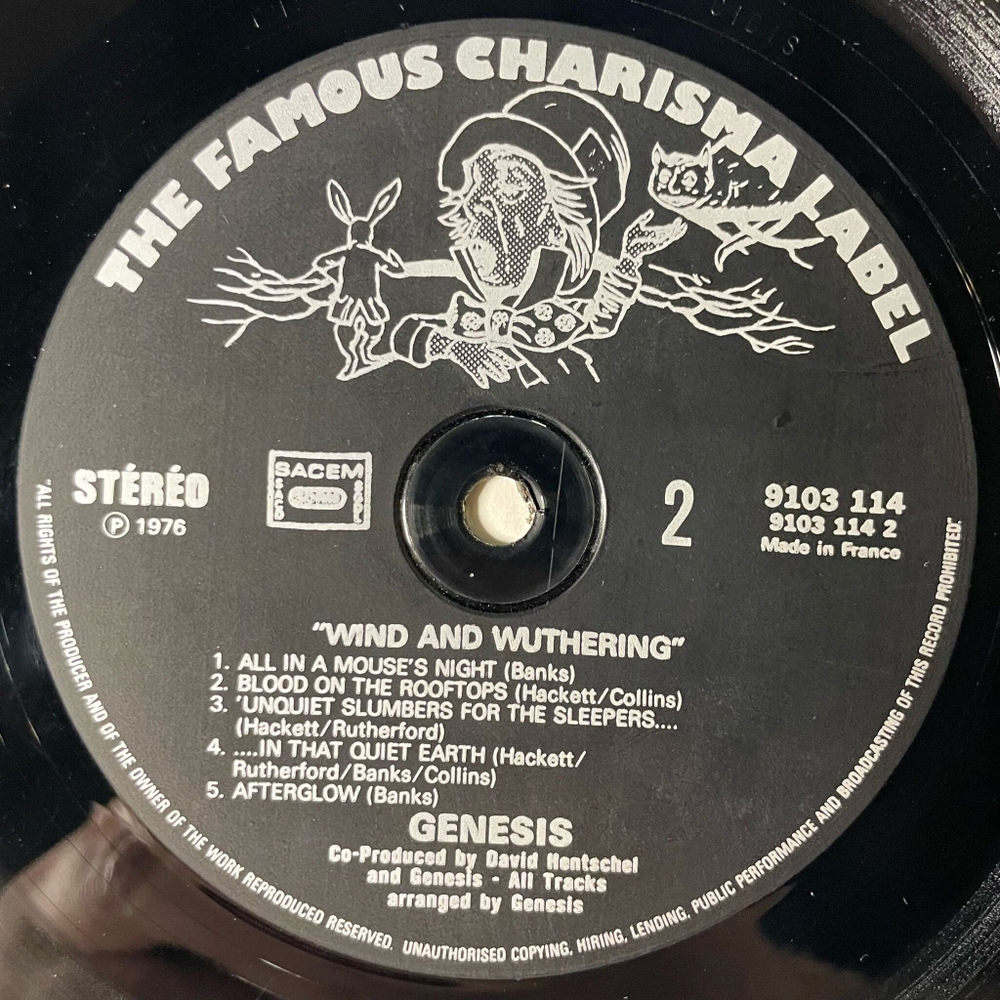 THE FAMOUS CHARISMA LABEL
STÉRÉO
Ⓟ 1976
SACEM
SACD
SDRM
SGDL
2
9103 114
9103 114 2
Made in France
"WIND AND WUTHERING"
1. ALL IN A MOUSE'S NIGHT (Banks)
2. BLOOD ON THE ROOFTOPS (Hackett/Collins)
3. 'UNQUIET SLUMBERS FOR THE SLEEPERS....
(Hackett/Rutherford)
4. ....IN THAT QUIET EARTH (Hackett/
Rutherford/Banks/Collins)
5. AFTERGLOW (Banks)
GENESIS
Co-Produced by David Hentschel
and Genesis - All Tracks
arranged by Genesis
"ALL RIGHTS OF THE PRODUCER AND OF THE OWNER OF THE WORK REPRODUCED RESERVED. UNAUTHORISED COPYING, HIRING, LENDING, PUBLIC PERFORMANCE AND BROADCASTING OF THIS RECORD PROHIBITED."